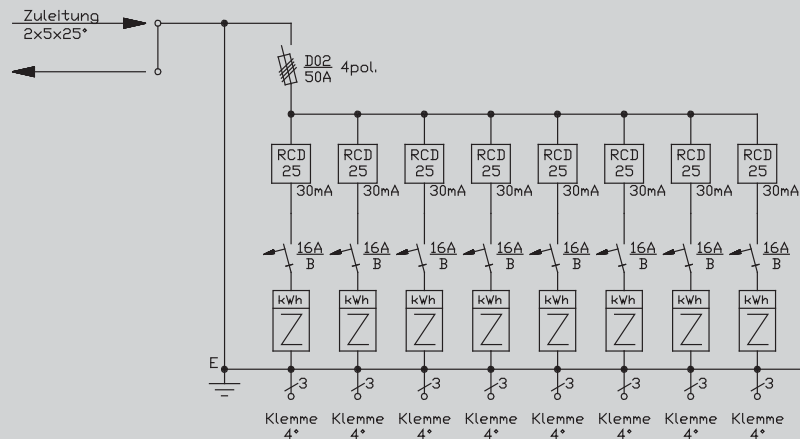 Zuleitung
2x5x25°
D02
50A 4pol.
RCD RCD RCD RCD RCD RCD RCD RCD
25 25 25 25 25 25 25 25
30mA 30mA 30mA 30mA 30mA 30mA 30mA 30mA
16A 16A 16A 16A 16A 16A 16A 16A
B B B B B B B B
kWh kWh kWh kWh kWh kWh kWh kWh
Z Z Z Z Z Z Z Z
E
3 3 3 3 3 3 3 3
Klemme Klemme Klemme Klemme Klemme Klemme Klemme Klemme
4° 4° 4° 4° 4° 4° 4° 4°